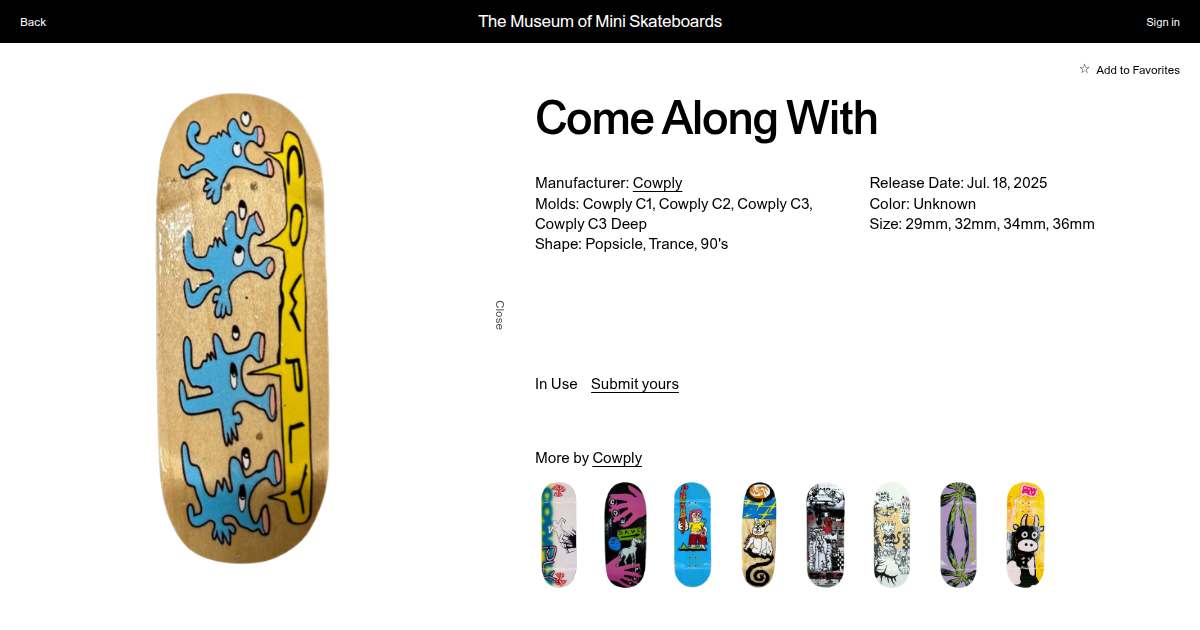 Back
The Museum of Mini Skateboards
Sign in
☆ Add to Favorites
COWPLY
Come Along With
Manufacturer: Cowply
Molds: Cowply C1, Cowply C2, Cowply C3,
Cowply C3 Deep
Shape: Popsicle, Trance, 90's
Release Date: Jul. 18, 2025
Color: Unknown
Size: 29mm, 32mm, 34mm, 36mm
Close
In Use Submit yours
More by Cowply